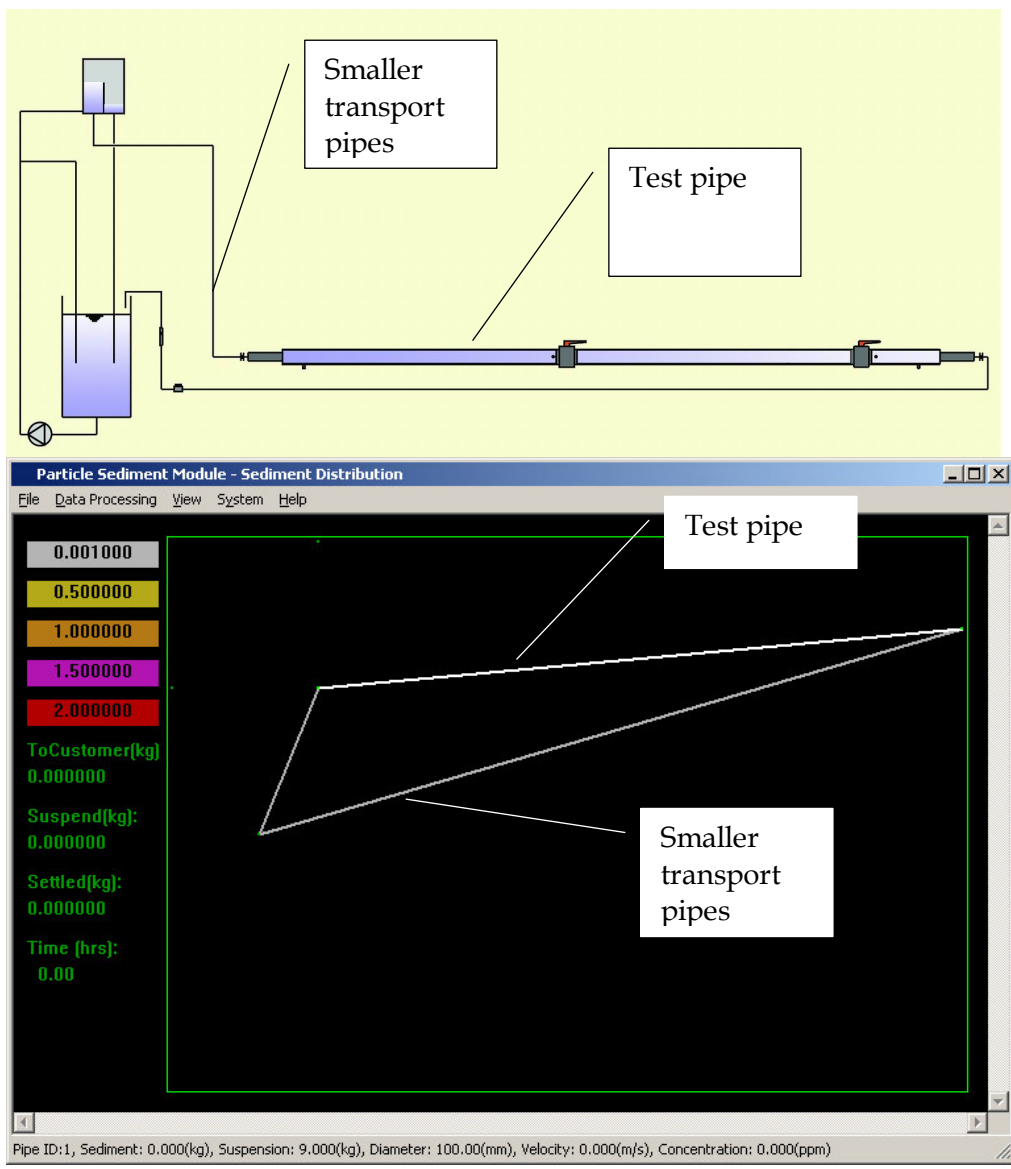 Smaller
transport
pipes
Test pipe
Particle Sediment Module - Sediment Distribution
File Data Processing View System Help
Test pipe
0.001000
0.500000
1.000000
1.500000
2.000000
ToCustomer(kg)
0.000000
Suspend(kg):
0.000000
Settled(kg):
0.000000
Time (hrs):
0.00
Smaller
transport
pipes
Pipe ID:1, Sediment: 0.000(kg), Suspension: 9.000(kg), Diameter: 100.00(mm), Velocity: 0.000(m/s), Concentration: 0.000(ppm)